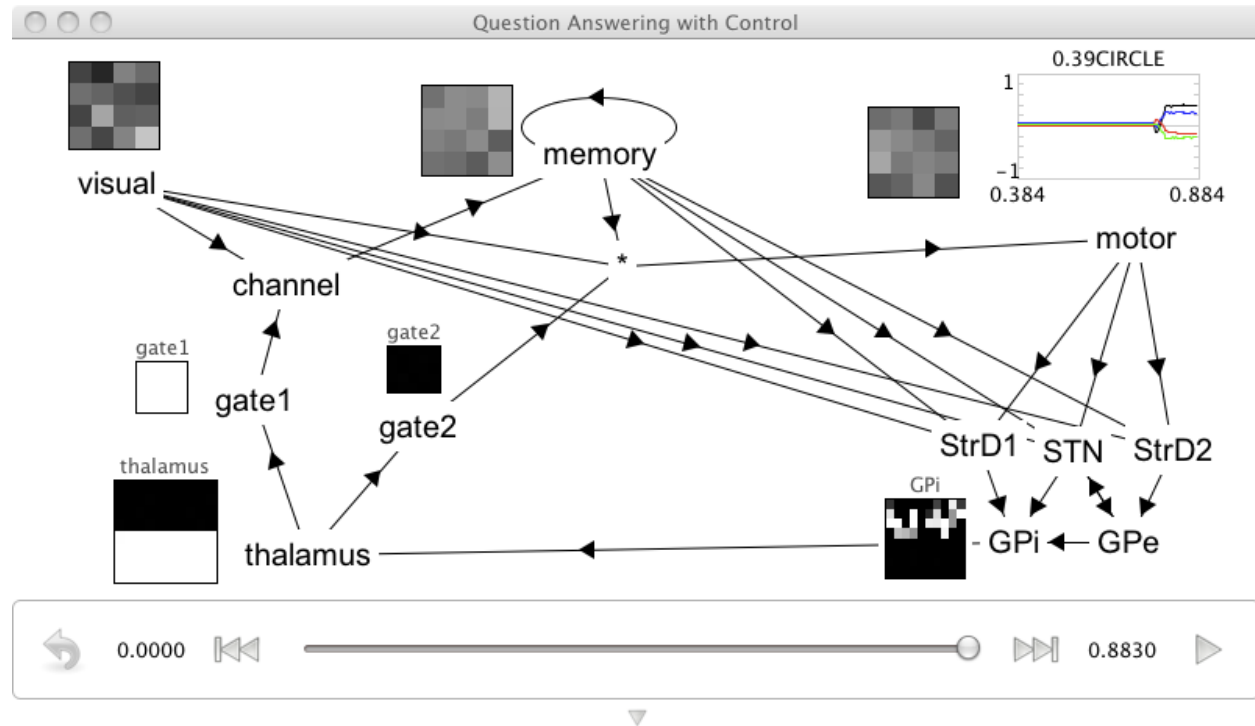 Question Answering with Control
0.39CIRCLE
1
-1
0.384 0.884
memory
visual
motor
*
channel
gate1
gate2
gate1
gate2
StrD1 STN StrD2
thalamus
GPi
thalamus
GPi GPe
0.0000 0.8830